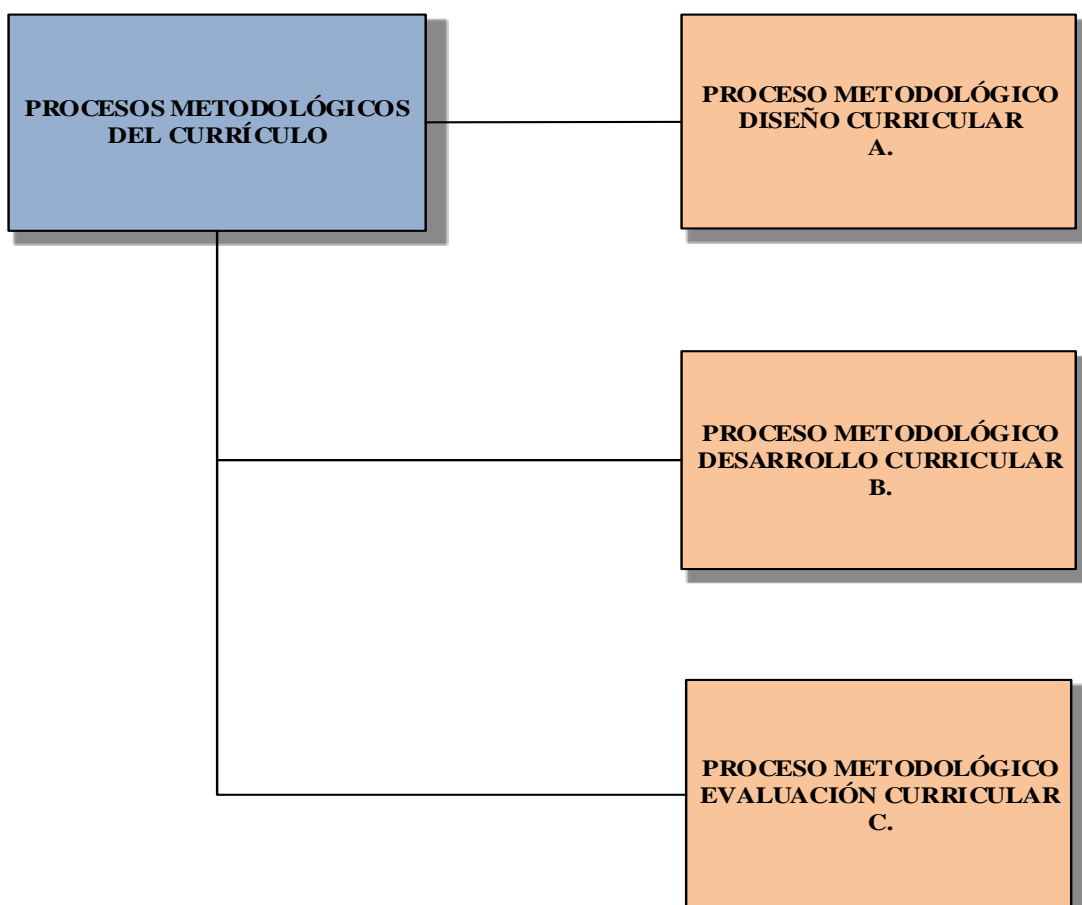 PROCESOS METODOLÓGICOS
DEL CURRÍCULO
PROCESO METODOLÓGICO
DISEÑO CURRICULAR
A.
PROCESO METODOLÓGICO
DESARROLLO CURRICULAR
B.
PROCESO METODOLÓGICO
EVALUACIÓN CURRICULAR
C.